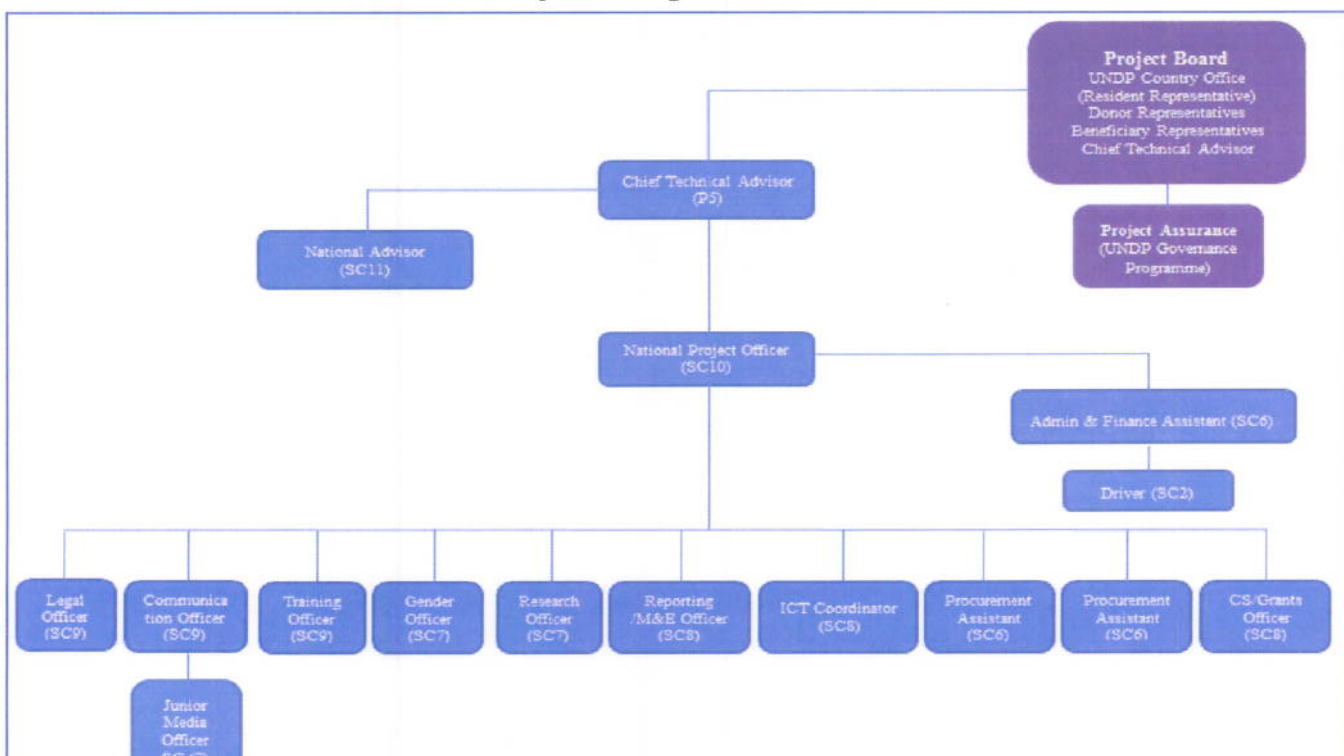 Project Board
UNDP Country Office
(Resident Representative)
Donor Representatives
Beneficiary Representatives
Chief Technical Advisor
Chief Technical Advisor
(P5)
Project Assurance
(UNDP Governance
Programme)
National Advisor
(SC11)
National Project Officer
(SC10)
Admin & Finance Assistant (SC6)
Driver (SC2)
Legal
Officer
(SC9)
Communica
tion Officer
(SC9)
Training
Officer
(SC9)
Gender
Officer
(SC7)
Research
Officer
(SC7)
Reporting
/M&E Officer
(SC8)
ICT Coordinator
(SC8)
Procurement
Assistant
(SC6)
Procurement
Assistant
(SC6)
CS/Grants
Officer
(SC8)
Junior
Media
Officer